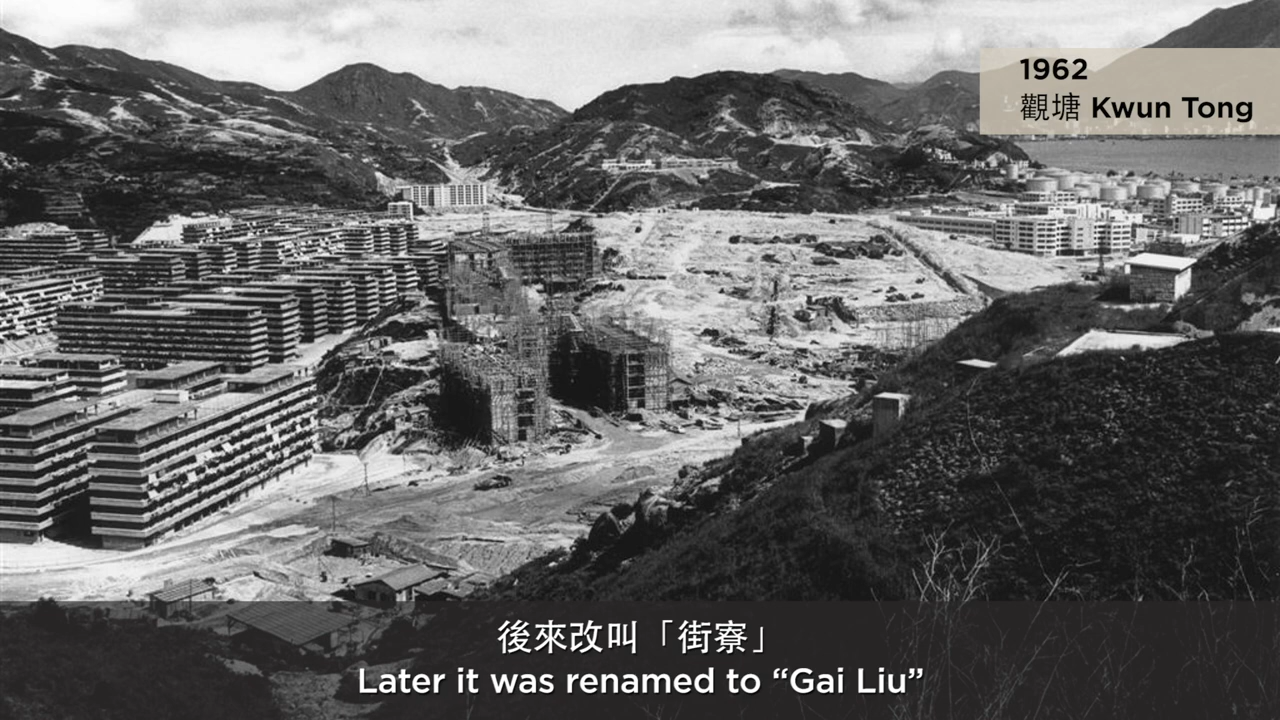 1962
觀塘 Kwun Tong
後來改叫「街寮」
Later it was renamed to “Gai Liu”